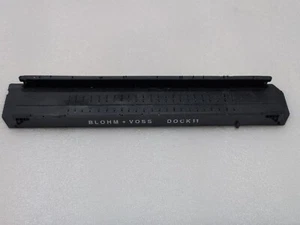 BLOHM + VOSS DOCK 11